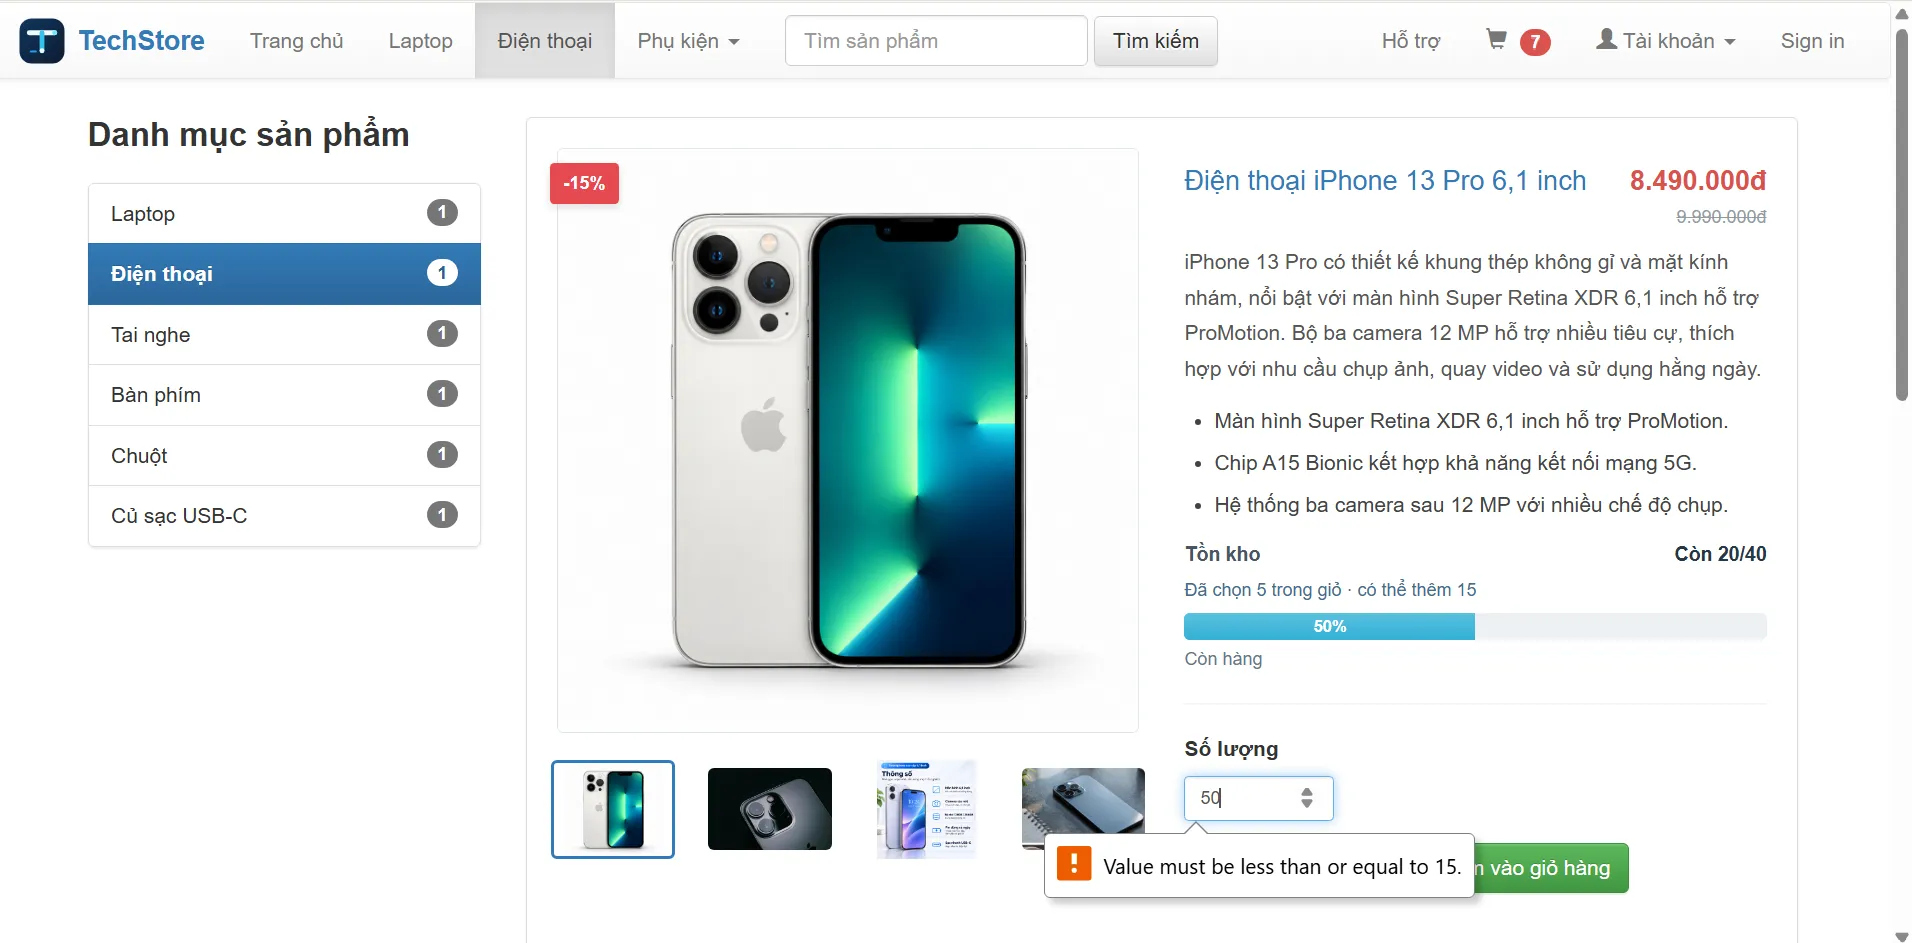 TechStore
Trang chủ
Laptop
Điện thoại
Phụ kiện
Tìm sản phẩm
Tìm kiếm
Hỗ trợ
7
Tài khoản
Sign in
Danh mục sản phẩm
Laptop 1
Điện thoại 1
Tai nghe 1
Bàn phím 1
Chuột 1
Củ sạc USB-C 1
-15%
Điện thoại iPhone 13 Pro 6,1 inch
8.490.000đ
9.990.000đ
iPhone 13 Pro có thiết kế khung thép không gỉ và mặt kính
nhám, nổi bật với màn hình Super Retina XDR 6,1 inch hỗ trợ
ProMotion. Bộ ba camera 12 MP hỗ trợ nhiều tiêu cự, thích
hợp với nhu cầu chụp ảnh, quay video và sử dụng hằng ngày.
Màn hình Super Retina XDR 6,1 inch hỗ trợ ProMotion.
Chip A15 Bionic kết hợp khả năng kết nối mạng 5G.
Hệ thống ba camera sau 12 MP với nhiều chế độ chụp.
Tồn kho
Còn 20/40
Đã chọn 5 trong giỏ · có thể thêm 15
50%
Còn hàng
Số lượng
50
Thông số
Value must be less than or equal to 15.
vào giỏ hàng